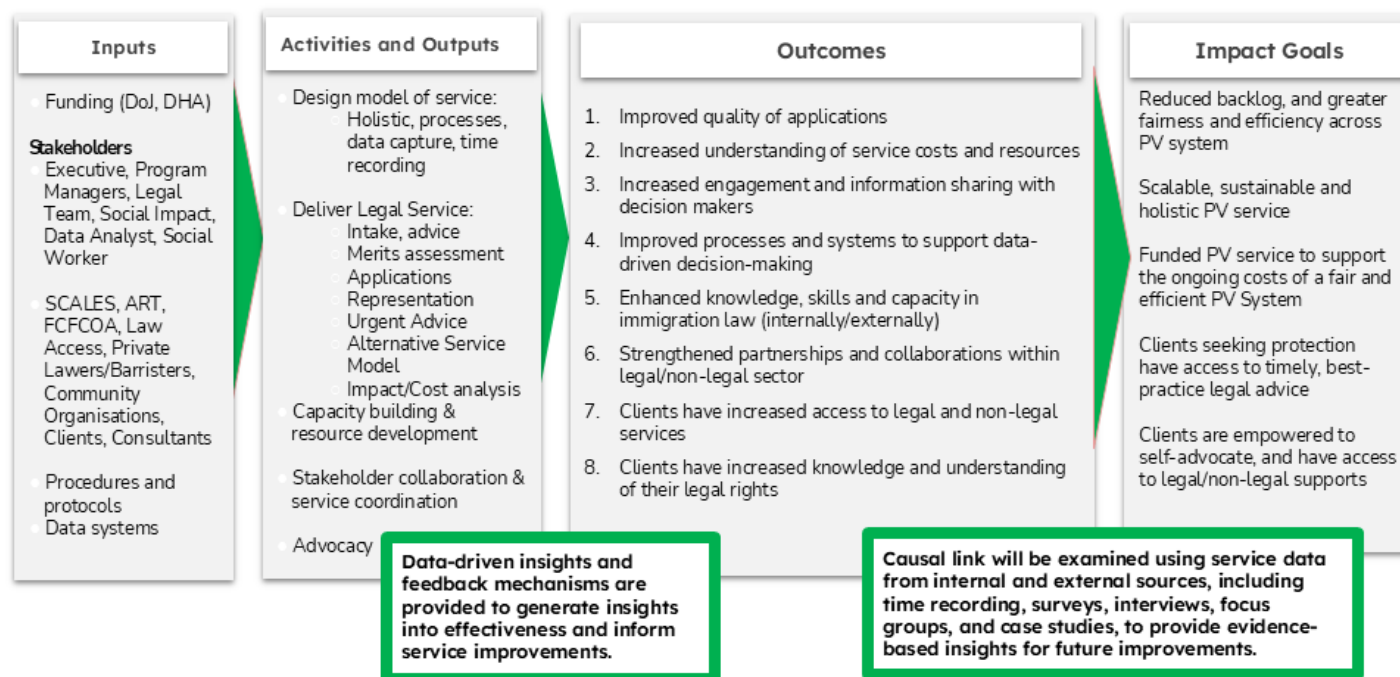 Inputs
Funding (DoJ, DHA)
Stakeholders
Executive, Program
Managers, Legal
Team, Social Impact,
Data Analyst, Social
Worker
SCALES, ART,
FCFCOA, Law
Access, Private
Lawers/Barristers,
Community
Organisations,
Clients, Consultants
Procedures and
protocols
Data systems
Activities and Outputs
Design model of service:
Holistic, processes,
data capture, time
recording
Deliver Legal Service:
Intake, advice
Merits assessment
Applications
Representation
Urgent Advice
Alternative Service
Model
Impact/Cost analysis
Capacity building &
resource development
Stakeholder collaboration &
service coordination
Advocacy
Data-driven insights and
feedback mechanisms are
provided to generate insights
into effectiveness and inform
service improvements.
Outcomes
1. Improved quality of applications
2. Increased understanding of service costs and resources
3. Increased engagement and information sharing with
decision makers
4. Improved processes and systems to support data-
driven decision-making
5. Enhanced knowledge, skills and capacity in
immigration law (internally/externally)
6. Strengthened partnerships and collaborations within
legal/non-legal sector
7. Clients have increased access to legal and non-legal
services
8. Clients have increased knowledge and understanding
of their legal rights
Impact Goals
Reduced backlog, and greater
fairness and efficiency across
PV system
Scalable, sustainable and
holistic PV service
Funded PV service to support
the ongoing costs of a fair and
efficient PV System
Clients seeking protection
have access to timely, best-
practice legal advice
Clients are empowered to
self-advocate, and have access
to legal/non-legal supports
Causal link will be examined using service data
from internal and external sources, including
time recording, surveys, interviews, focus
groups, and case studies, to provide evidence-
based insights for future improvements.